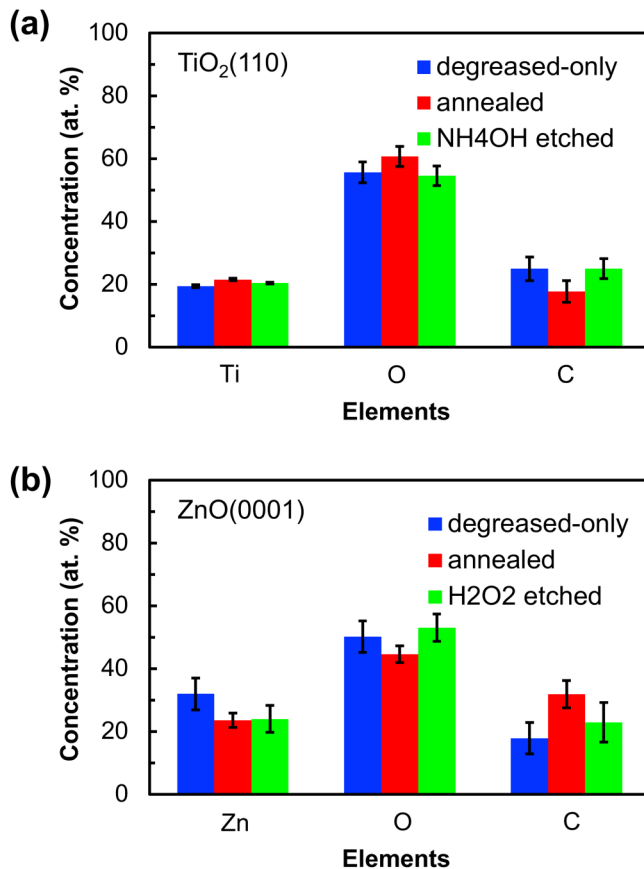 (a)
100
80
60
40
20
0
Concentration (at. %)
TiO2(110)
degreased-only
annealed
NH4OH etched
Ti O C
Elements
(b)
100
80
60
40
20
0
Concentration (at. %)
ZnO(0001)
degreased-only
annealed
H2O2 etched
Zn O C
Elements